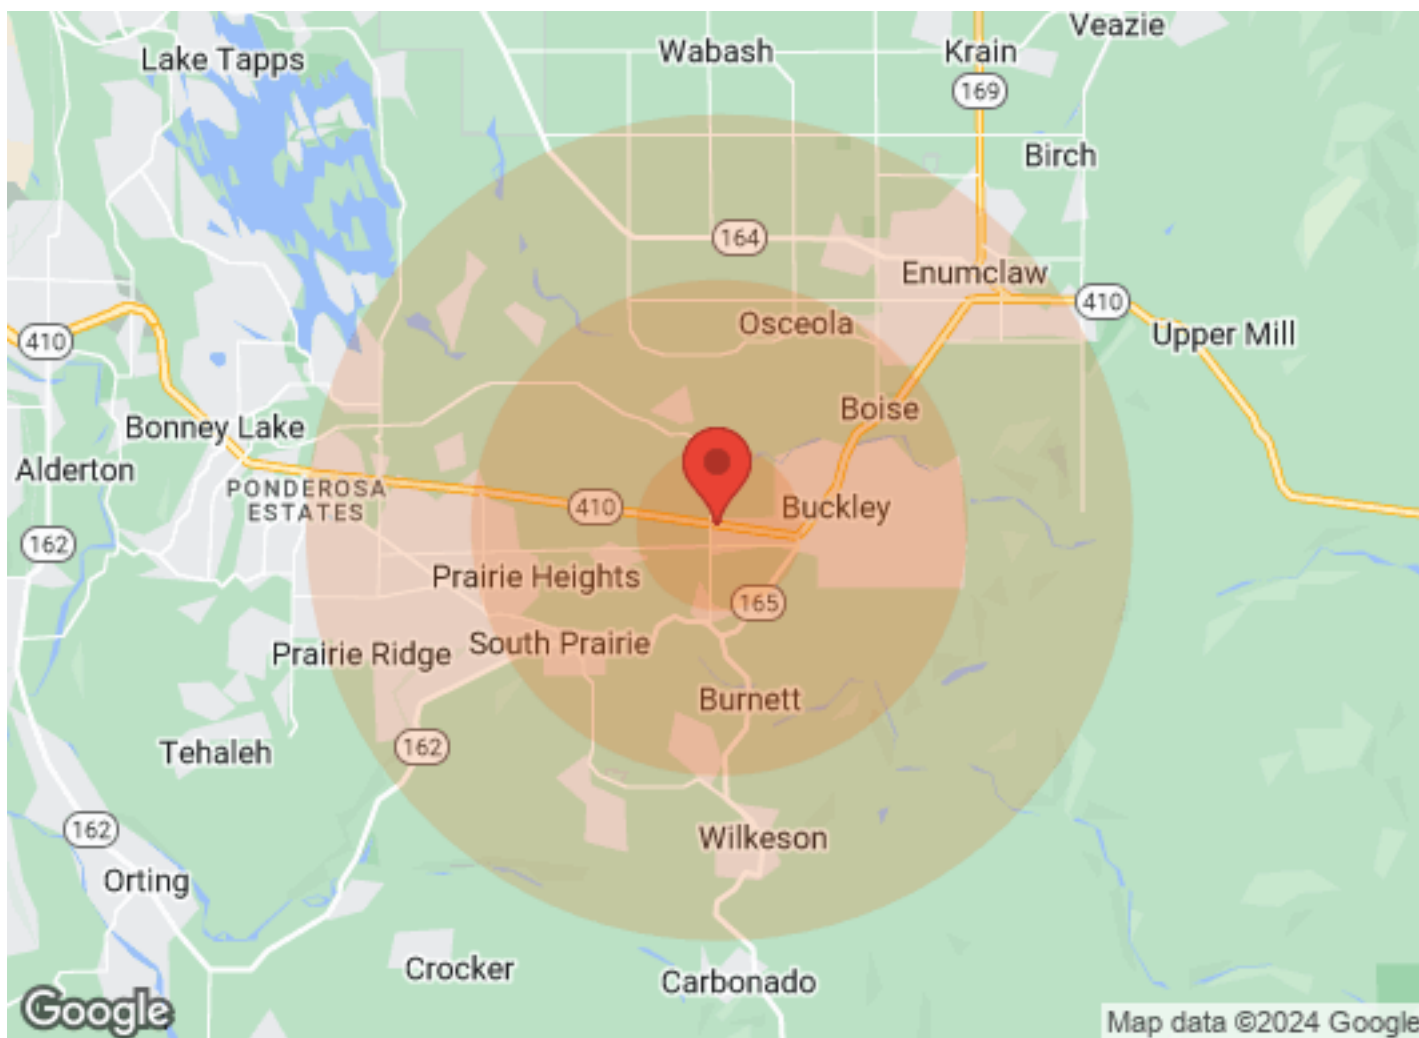 Veazie
Lake Tapps
Wabash
Krain
169
Birch
164
Enumclaw
410
Osceola
Upper Mill
410
Boise
Bonney Lake
Alderton
PONDEROSA
ESTATES
410
Buckley
162
Prairie Heights
165
South Prairie
Prairie Ridge
Burnett
Tehaleh
162
162
Wilkeson
Orting
Crocker
Carbonado
Google
Map data ©2024 Google